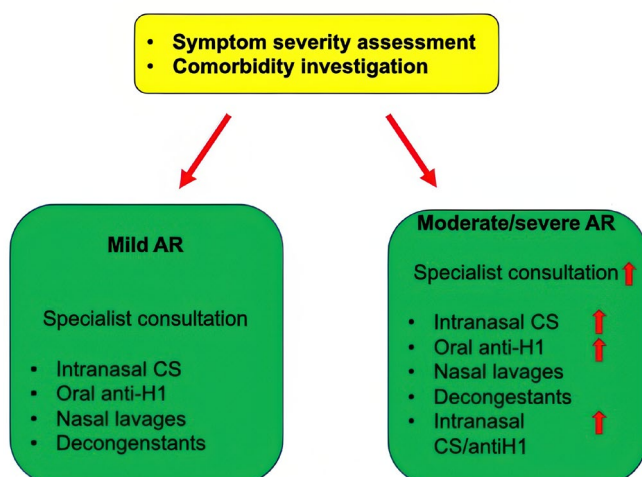 • Symptom severity assessment
• Comorbidity investigation
Mild AR
Specialist consultation
• Intranasal CS
• Oral anti-H1
• Nasal lavages
• Decongenstants
Moderate/severe AR
Specialist consultation
• Intranasal CS
• Oral anti-H1
• Nasal lavages
• Decongestants
• Intranasal
CS/antiH1